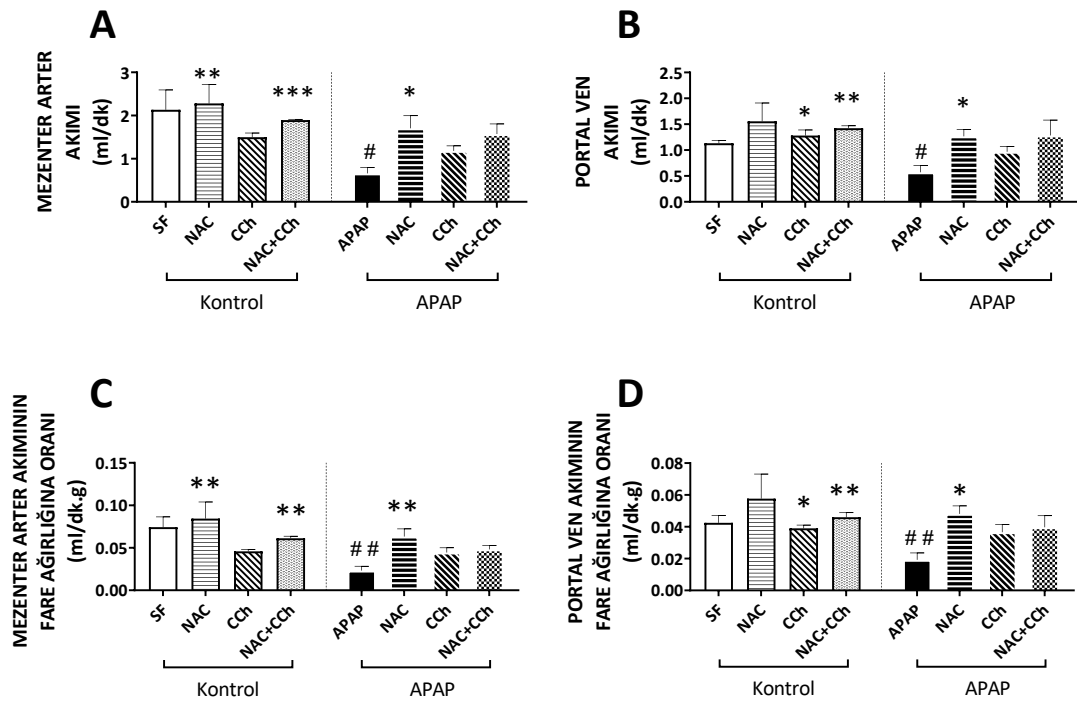 A
MEZENTER ARTER
AKIMI
(ml/dk)
3
2
1
0
**
***
#
*
SF
NAC
CCh
NAC+CCh
APAP
NAC
CCh
NAC+CCh
Kontrol
APAP
B
PORTAL VEN
AKIMI
(ml/dk)
2.5
2.0
1.5
1.0
0.5
0.0
*
**
#
*
SF
NAC
CCh
NAC+CCh
APAP
NAC
CCh
NAC+CCh
Kontrol
APAP
C
MEZENTER ARTER AKIMININ
FARE AĞIRLIĞINA ORANI
(ml/dk.g)
0.15
0.10
0.05
0.00
**
**
##
**
SF
NAC
CCh
NAC+CCh
APAP
NAC
CCh
NAC+CCh
Kontrol
APAP
D
PORTAL VEN AKIMININ
FARE AĞIRLIĞINA ORANI
(ml/dk.g)
0.08
0.06
0.04
0.02
0.00
*
**
##
*
SF
NAC
CCh
NAC+CCh
APAP
NAC
CCh
NAC+CCh
Kontrol
APAP